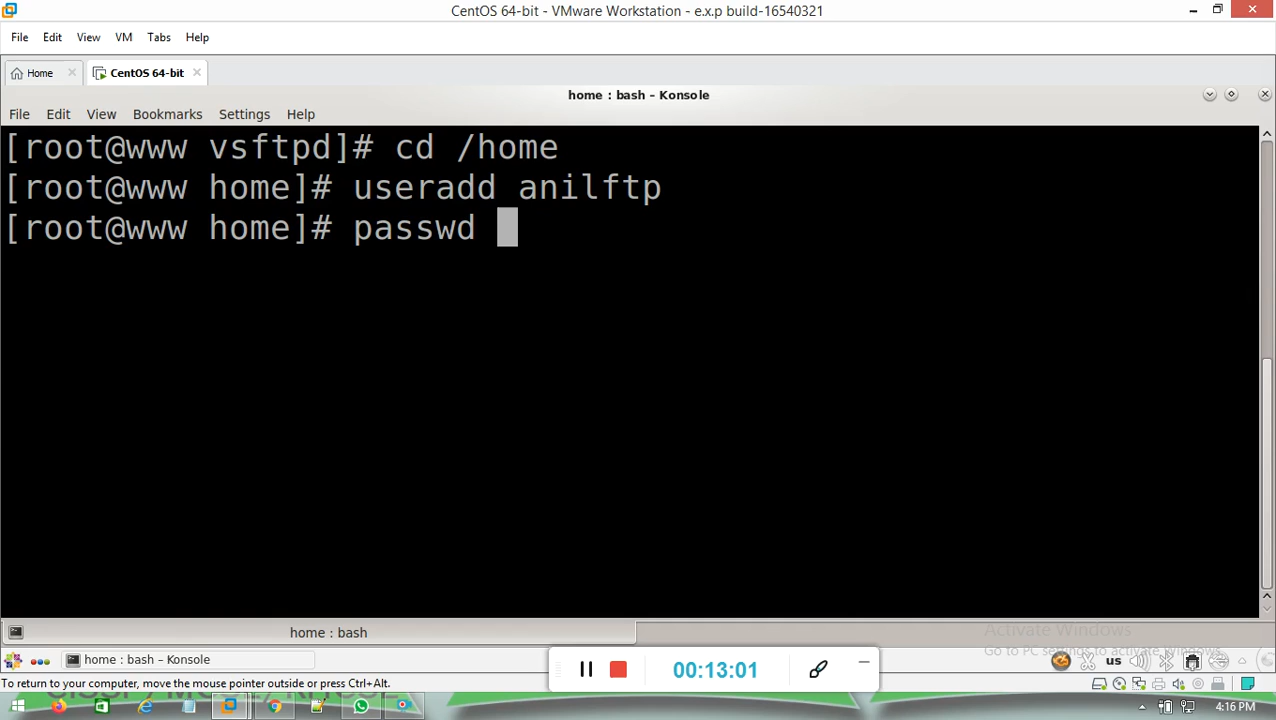 CentOS 64-bit - VMware Workstation - e.x.p build-16540321
File Edit View VM Tabs Help
Home CentOS 64-bit
home : bash – Konsole
File Edit View Bookmarks Settings Help
[root@www vsftpd]# cd /home
[root@www home]# useradd anilftp
[root@www home]# passwd
home : bash
Activate Windows
Go to PC settings to activate Windows.
home : bash – Konsole
us
00:13:01
To return to your computer, move the mouse pointer outside or press Ctrl+Alt.
4:16 PM